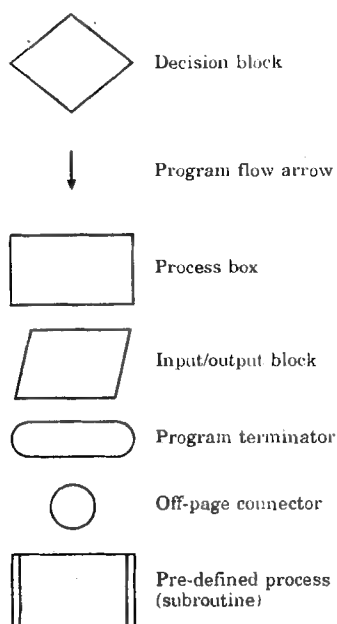 Decision block
Program flow arrow
Process box
Input/output block
Program terminator
Off-page connector
Pre-defined process
(subroutine)